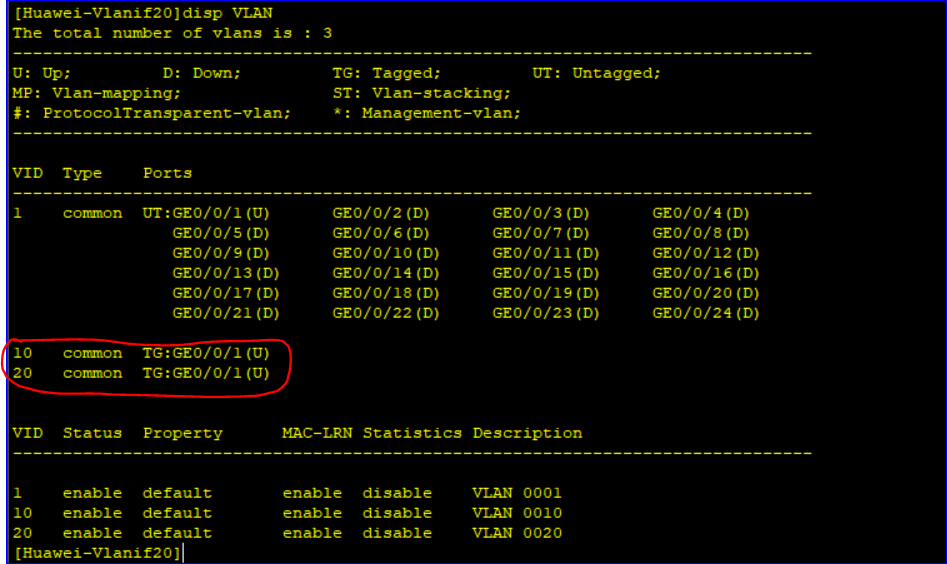 [Huawei-Vlanif20]disp VLAN
The total number of vlans is : 3
--------------------------------------------------------------------------------
U: Up;         D: Down;         TG: Tagged;         UT: Untagged;
MP: Vlan-mapping;               ST: Vlan-stacking;
#: ProtocolTransparent-vlan;    *: Management-vlan;
--------------------------------------------------------------------------------
VID  Type    Ports
--------------------------------------------------------------------------------
1    common  UT:GE0/0/1(U)      GE0/0/2(D)      GE0/0/3(D)      GE0/0/4(D)
                GE0/0/5(D)      GE0/0/6(D)      GE0/0/7(D)      GE0/0/8(D)
                GE0/0/9(D)      GE0/0/10(D)     GE0/0/11(D)     GE0/0/12(D)
                GE0/0/13(D)     GE0/0/14(D)     GE0/0/15(D)     GE0/0/16(D)
                GE0/0/17(D)     GE0/0/18(D)     GE0/0/19(D)     GE0/0/20(D)
                GE0/0/21(D)     GE0/0/22(D)     GE0/0/23(D)     GE0/0/24(D)
10   common  TG:GE0/0/1(U)
20   common  TG:GE0/0/1(U)
VID  Status  Property      MAC-LRN Statistics Description
--------------------------------------------------------------------------------
1    enable  default       enable  disable    VLAN 0001
10   enable  default       enable  disable    VLAN 0010
20   enable  default       enable  disable    VLAN 0020
[Huawei-Vlanif20]